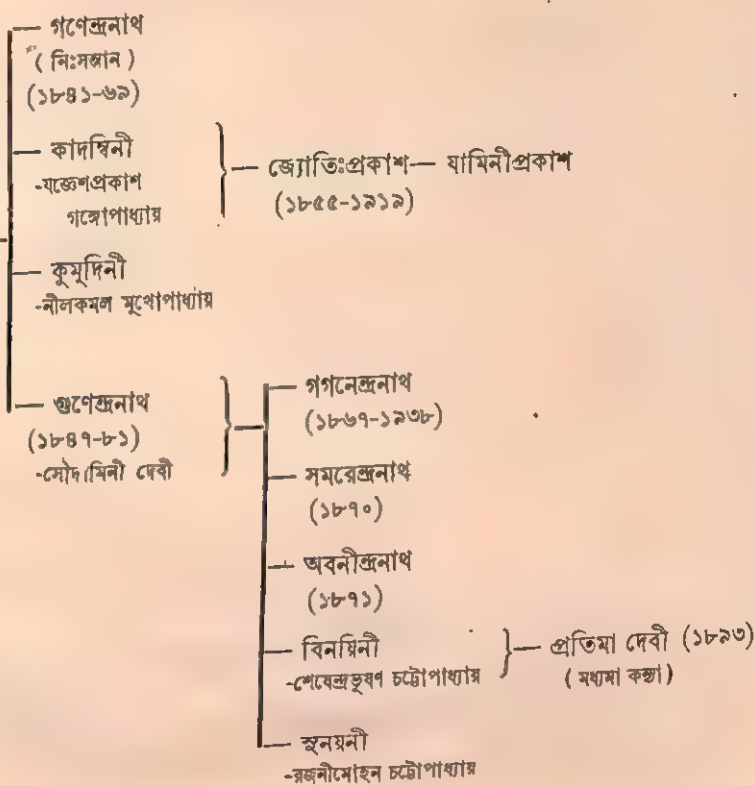 গণেন্দ্রনাথ
( নিঃসন্তান )
(১৮৪১-৬৯)
কাদম্বিনী
-যজ্ঞেশপ্রকাশ
গঙ্গোপাধ্যায়
জ্যোতিঃপ্রকাশ— যামিনীপ্রকাশ
(১৮৫৫-১৯১৯)
কুমুদিনী
-নীলকমল মুখোপাধ্যায়
গুণেন্দ্রনাথ
(১৮৪৭-৮১)
-সৌদামিনী দেবী
গগনেন্দ্রনাথ
(১৮৬৭-১৯৩৮)
সমরেন্দ্রনাথ
(১৮৭০)
অবনীন্দ্রনাথ
(১৮৭১)
বিনয়িনী
-শেষেন্দ্রভূষণ চট্টোপাধ্যায়
প্রতিমা দেবী (১৮৯৩)
( মধ্যমা কন্যা )
সুনয়নী
-রজনীমোহন চট্টোপাধ্যায়